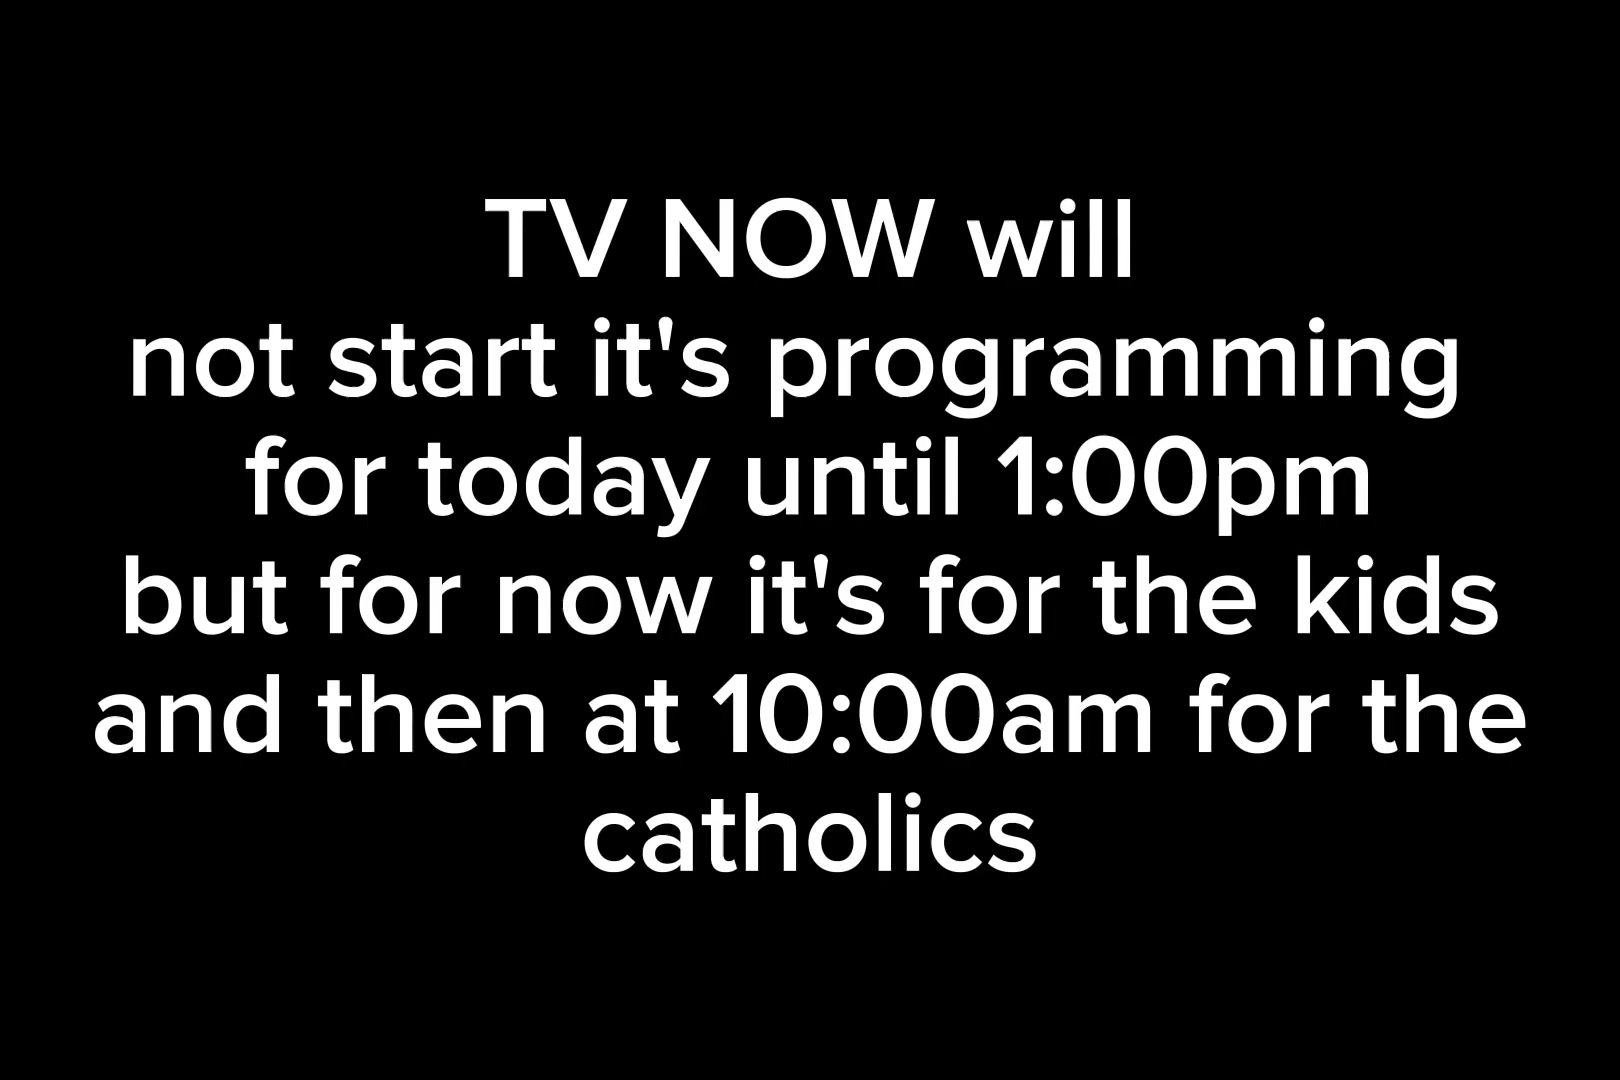 TV NOW will
not start it's programming
for today until 1:00pm
but for now it's for the kids
and then at 10:00am for the
catholics